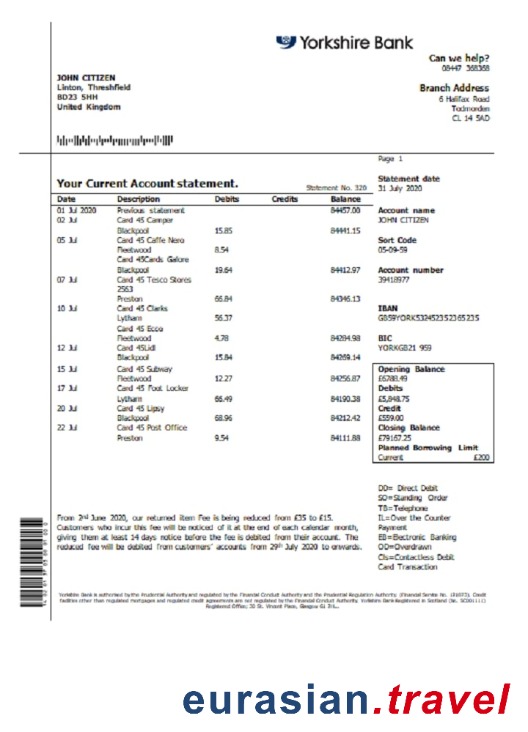 Yorkshire Bank
Can we help?
08447 368368
JOHN CITIZEN
Linton, Threshfield
BD23 5HH
United Kingdom
Branch Address
6 Halifax Road
Todmorden
CL 14 5AD
Page 1
Your Current Account statement.
Statement No. 320
Statement date
31 July 2020
Date Description Debits Credits Balance
01 Jul 2020 Previous statement 84457.00
02 Jul Card 45 Camper
Blackpool 15.85 84441.15
05 Jul Card 45 Caffe Nero
Fleetwood 8.54
Card 45Cards Galore
Blackpool 19.64 84412.97
07 Jul Card 45 Tesco Stores
2563
Preston 66.84 84346.13
10 Jul Card 45 Clarks
Lytham 56.37
Card 45 Ecco
Fleetwood 4.78 84284.98
12 Jul Card 45Lidl
Blackpool 15.84 84269.14
15 Jul Card 45 Subway
Fleetwood 12.27 84256.87
17 Jul Card 45 Foot Locker
Lytham 66.49 84190.38
20 Jul Card 45 Lipsy
Blackpool 68.96 84212.42
22 Jul Card 45 Post Office
Preston 9.54 84111.88
Account name
JOHN CITIZEN
Sort Code
05-09-59
Account number
39418977
IBAN
BIC
YORKGB21 959
Opening Balance
£6788.49
Debits
£5,848.75
Credit
£559.00
Closing Balance
£79167.25
Planned Borrowing Limit
Current £200
DD= Direct Debit
SO=Standing Order
TB=Telephone
IL=Over the Counter
Payment
EB=Electronic Banking
OD=Overdrawn
Cls=Contactless Debit
Card Transaction
From 2nd June 2020, our returned item Fee is being reduced from £35 to £15.
Customers who incur this fee will be noticed of it at the end of each calendar month,
giving them at least 14 days notice before the fee is debited from their account. The
reduced fee will be debited from customers' accounts from 29th July 2020 to onwards.
Yorkshire Bank is authorised by the Prudential Authority and regulated by the Financial Conduct Authority and the Prudential Regulation Authority. (Financial Service No. Credit
facilities other than regulated mortgages and regulated credit agreements are not regulated by the Financial Conduct Authority. Yorkshire Bank Registered in Scotland
Registered Office; 30 St. Vincent Place, Glasgow G1
eurasian.travel